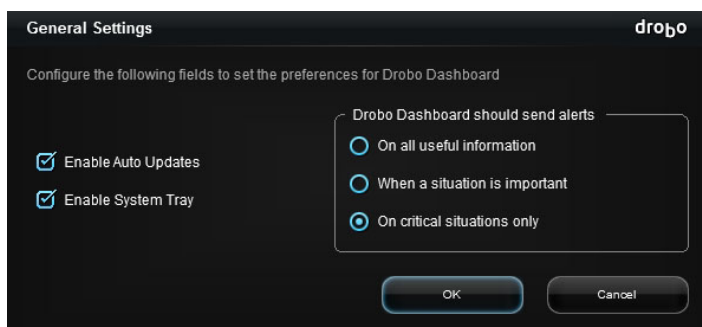 General Settings
drobo
Configure the following fields to set the preferences for Drobo Dashboard
Enable Auto Updates
Enable System Tray
Drobo Dashboard should send alerts
On all useful information
When a situation is important
On critical situations only
OK
Cancel